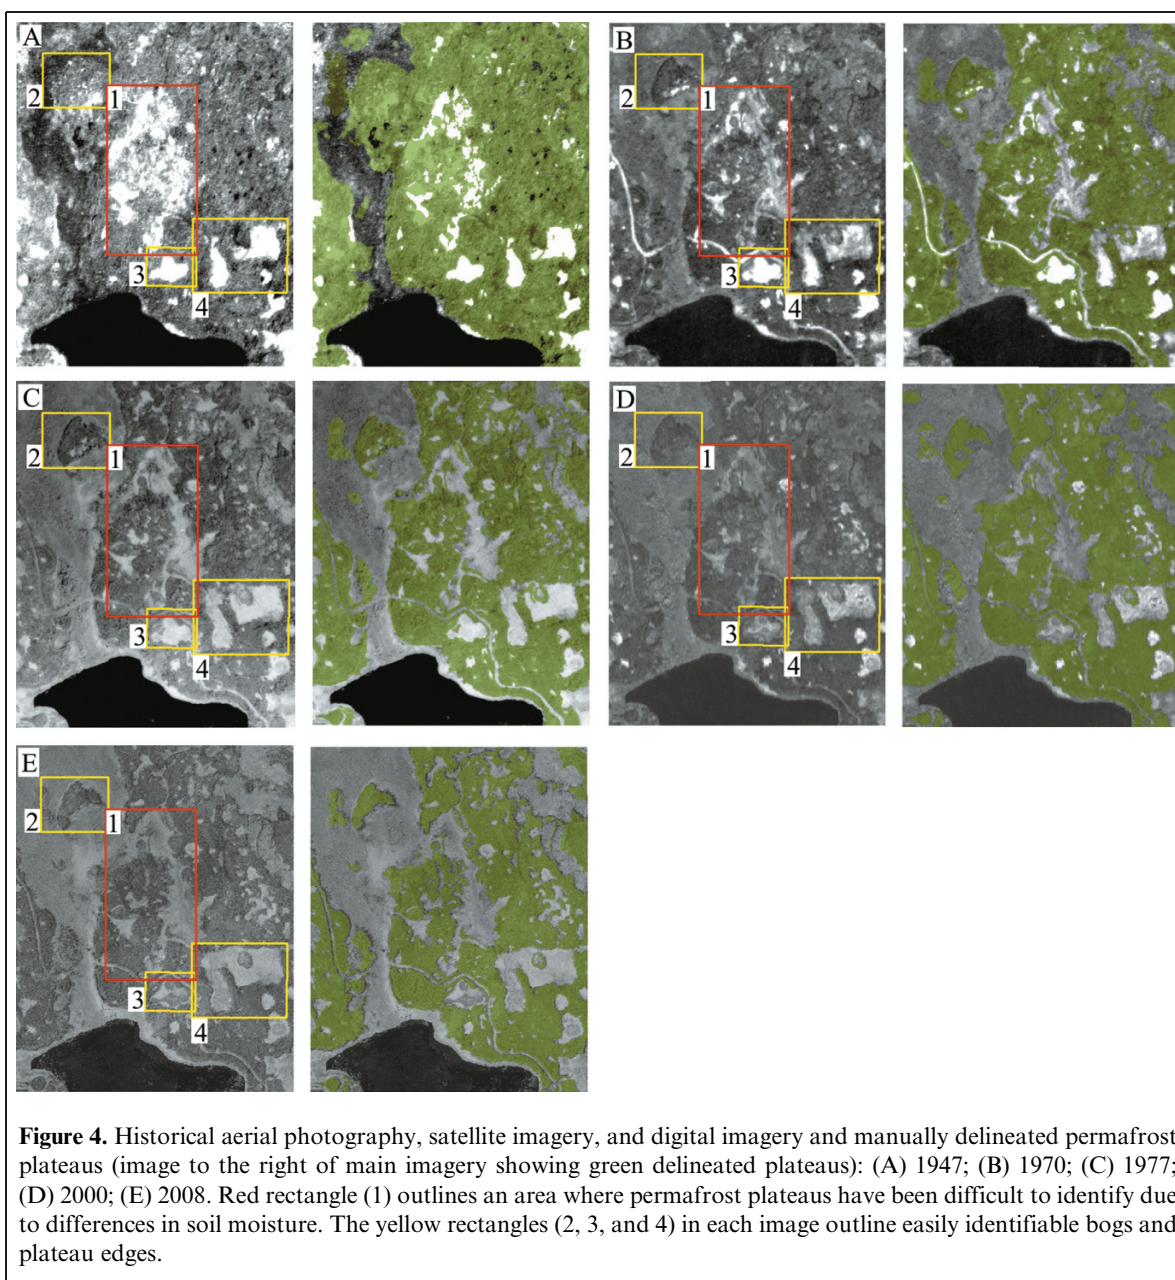 A
2
1
3
4
B
2
1
3
4
C
2
1
3
4
D
2
1
3
4
E
2
1
3
4
Figure 4. Historical aerial photography, satellite imagery, and digital imagery and manually delineated permafrost
plateaus (image to the right of main imagery showing green delineated plateaus): (A) 1947; (B) 1970; (C) 1977;
(D) 2000; (E) 2008. Red rectangle (1) outlines an area where permafrost plateaus have been difficult to identify due
to differences in soil moisture. The yellow rectangles (2, 3, and 4) in each image outline easily identifiable bogs and
plateau edges.